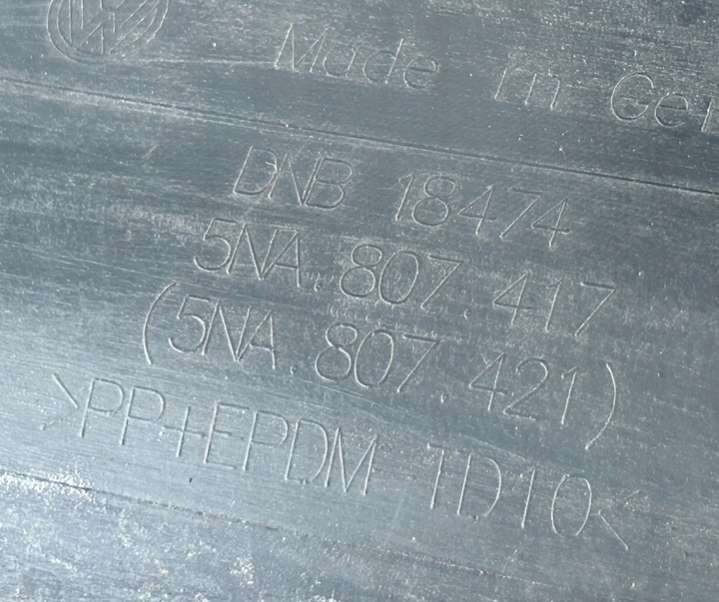 Made in Ger
DNB 18474
5NA.807.417
(5NA.807.421)
>PP+EPDM TD10<